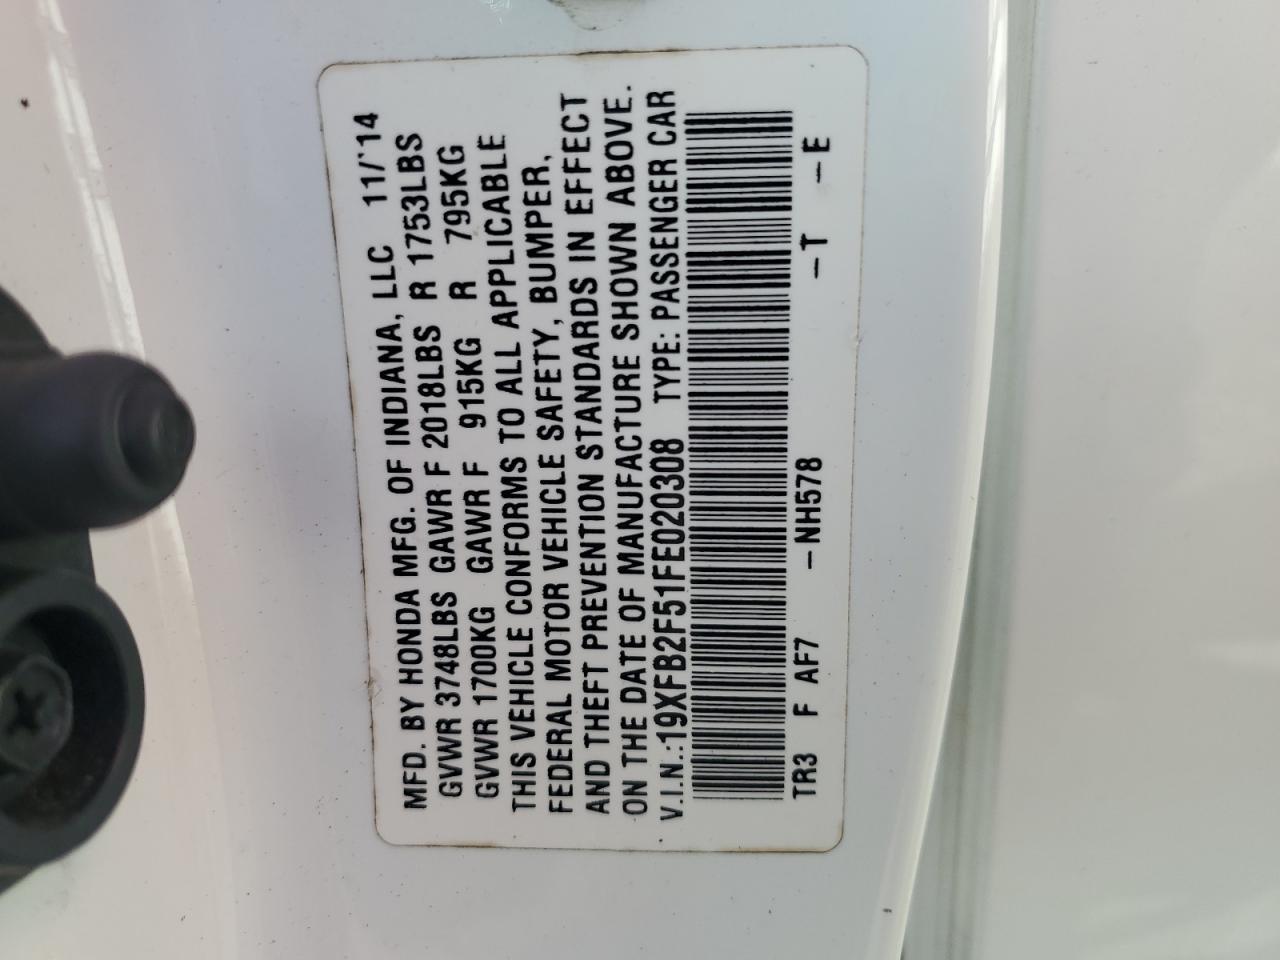 MFD. BY HONDA MFG. OF INDIANA, LLC 11/'14
GVWR 3748LBS GAWR F 2018LBS R 1753LBS
GVWR 1700KG GAWR F 915KG R 795KG
THIS VEHICLE CONFORMS TO ALL APPLICABLE
FEDERAL MOTOR VEHICLE SAFETY, BUMPER,
AND THEFT PREVENTION STANDARDS IN EFFECT
ON THE DATE OF MANUFACTURE SHOWN ABOVE.
V.I.N.:19XFB2F51FE020308 TYPE: PASSENGER CAR
TR3 F AF7 -NH578 -T -E